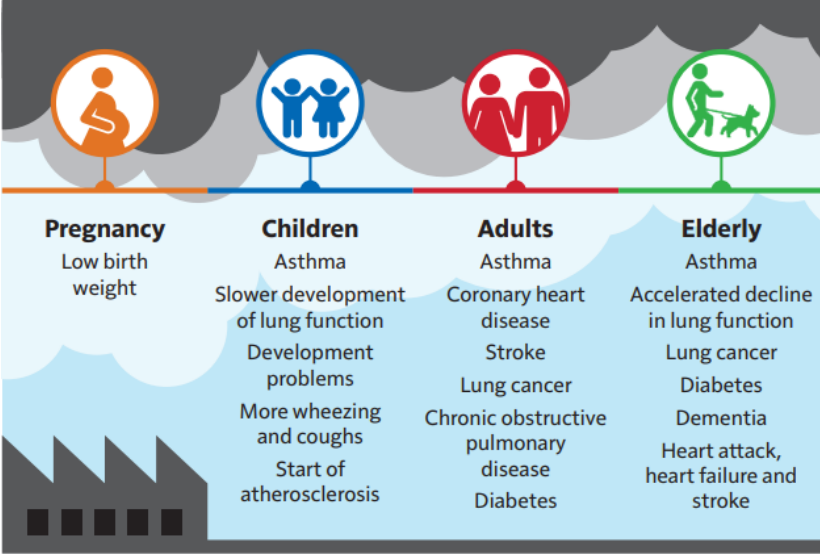 Pregnancy
Low birth
weight
Children
Asthma
Slower development
of lung function
Development
problems
More wheezing
and coughs
Start of
atherosclerosis
Adults
Asthma
Coronary heart
disease
Stroke
Lung cancer
Chronic obstructive
pulmonary
disease
Diabetes
Elderly
Asthma
Accelerated decline
in lung function
Lung cancer
Diabetes
Dementia
Heart attack,
heart failure and
stroke